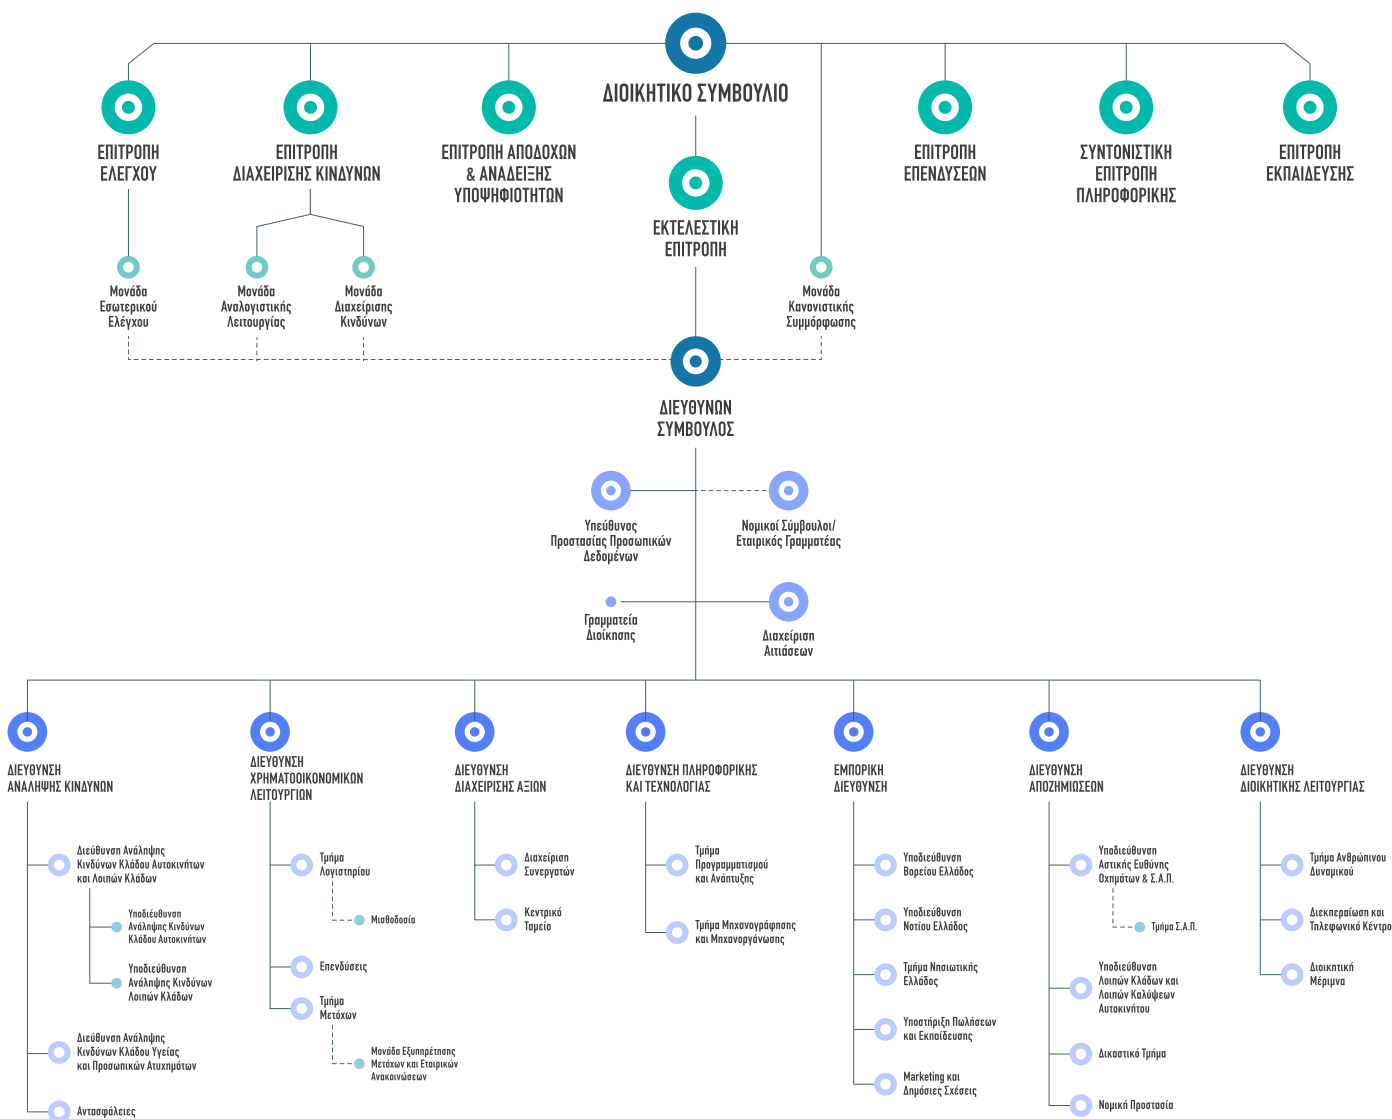 ΔΙΟΙΚΗΤΙΚΟ ΣΥΜΒΟΥΛΙΟ
ΕΠΙΤΡΟΠΗ
ΕΛΕΓΧΟΥ
ΕΠΙΤΡΟΠΗ
ΔΙΑΧΕΙΡΙΣΗΣ ΚΙΝΔΥΝΩΝ
ΕΠΙΤΡΟΠΗ ΑΠΟΔΟΧΩΝ
& ΑΝΑΔΕΙΞΗΣ
ΥΠΟΨΗΦΙΟΤΗΤΩΝ
ΕΚΤΕΛΕΣΤΙΚΗ
ΕΠΙΤΡΟΠΗ
ΕΠΙΤΡΟΠΗ
ΕΠΕΝΔΥΣΕΩΝ
ΣΥΝΤΟΝΙΣΤΙΚΗ
ΕΠΙΤΡΟΠΗ
ΠΛΗΡΟΦΟΡΙΚΗΣ
ΕΠΙΤΡΟΠΗ
ΕΚΠΑΙΔΕΥΣΗΣ
Μονάδα
Εσωτερικού
Ελέγχου
Μονάδα
Αναλογιστικής
Λειτουργίας
Μονάδα
Διαχείρισης
Κινδύνων
Μονάδα
Κανονιστικής
Συμμόρφωσης
ΔΙΕΥΘΥΝΩΝ
ΣΥΜΒΟΥΛΟΣ
Υπεύθυνος
Προστασίας Προσωπικών
Δεδομένων
Νομικοί Σύμβουλοι/
Εταιρικός Γραμματέας
Γραμματεία
Διοίκησης
Διαχείριση
Αιτιάσεων
ΔΙΕΥΘΥΝΣΗ
ΑΝΑΛΗΨΗΣ ΚΙΝΔΥΝΩΝ
Διεύθυνση Ανάληψης
Κινδύνων Κλάδου Αυτοκινήτων
και Λοιπών Κλάδων
Υποδιέυθυνση
Ανάληψης Κινδύνων
Κλάδου Αυτοκινήτων
Υποδιεύθυνση
Ανάληψης Κινδύνων
Λοιπών Κλάδων
Διεύθυνση Ανάληψης
Κινδύνων Κλάδου Υγείας
και Προσωπικών Ατυχημάτων
Αντασφάλειες
ΔΙΕΥΘΥΝΣΗ
ΧΡΗΜΑΤΟΟΙΚΟΝΟΜΙΚΩΝ
ΛΕΙΤΟΥΡΓΙΩΝ
Τμήμα
Λογιστηρίου
Μισθοδοσία
Επενδύσεις
Τμήμα
Μετόχων
Μονάδα Εξυπηρέτησης
Μετόχων και Εταιρικών
Ανακοινώσεων
ΔΙΕΥΘΥΝΣΗ
ΔΙΑΧΕΙΡΙΣΗΣ ΑΞΙΩΝ
Διαχείριση
Συνεργατών
Κεντρικό
Ταμείο
ΔΙΕΥΘΥΝΣΗ ΠΛΗΡΟΦΟΡΙΚΗΣ
ΚΑΙ ΤΕΧΝΟΛΟΓΙΑΣ
Τμήμα
Προγραμματισμού
και Ανάπτυξης
Τμήμα Μηχανογράφησης
και Μηχανοργάνωσης
ΕΜΠΟΡΙΚΗ
ΔΙΕΥΘΥΝΣΗ
Υποδιεύθυνση
Βορείου Ελλάδος
Υποδιεύθυνση
Νοτίου Ελλάδος
Τμήμα Νησιωτικής
Ελλάδος
Υποστήριξη Πωλήσεων
και Εκπαίδευσης
Marketing και
Δημόσιες Σχέσεις
ΔΙΕΥΘΥΝΣΗ
ΑΠΟΖΗΜΙΩΣΕΩΝ
Υποδιεύθυνση
Αστικής Ευθύνης
Οχημάτων & Σ.Α.Π.
Τμήμα Σ.Α.Π.
Υποδιεύθυνση
Λοιπών Κλάδων και
Λοιπών Καλύψεων
Αυτοκινήτου
Δικαστικό Τμήμα
Νομική Προστασία
ΔΙΕΥΘΥΝΣΗ
ΔΙΟΙΚΗΤΙΚΗΣ ΛΕΙΤΟΥΡΓΙΑΣ
Τμήμα Ανθρώπινου
Δυναμικού
Διεκπεραίωση και
Τηλεφωνικό Κέντρο
Διοικητική
Μέριμνα